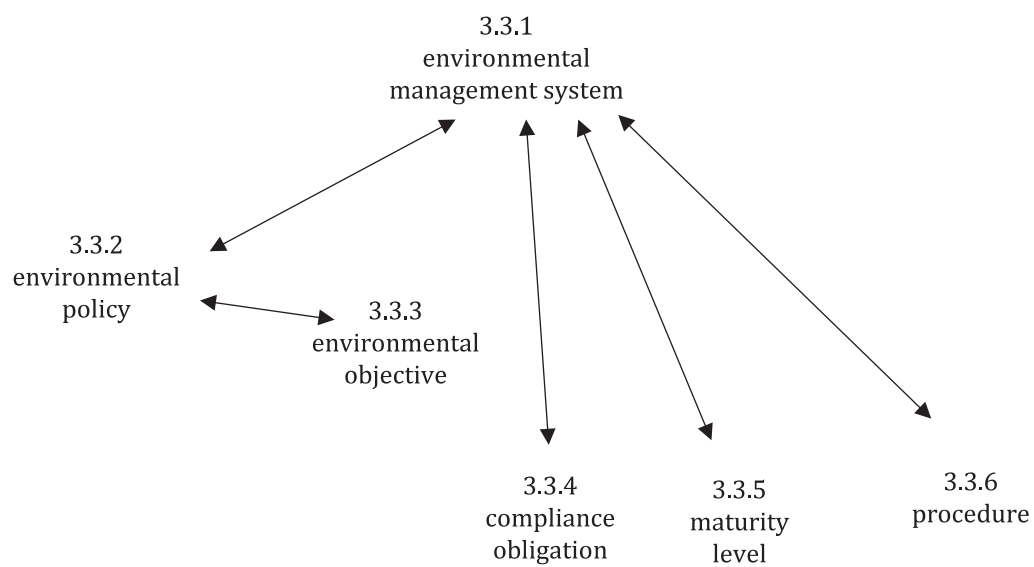 3.3.1
environmental
management system
3.3.2
environmental
policy
3.3.3
environmental
objective
3.3.4
compliance
obligation
3.3.5
maturity
level
3.3.6
procedure